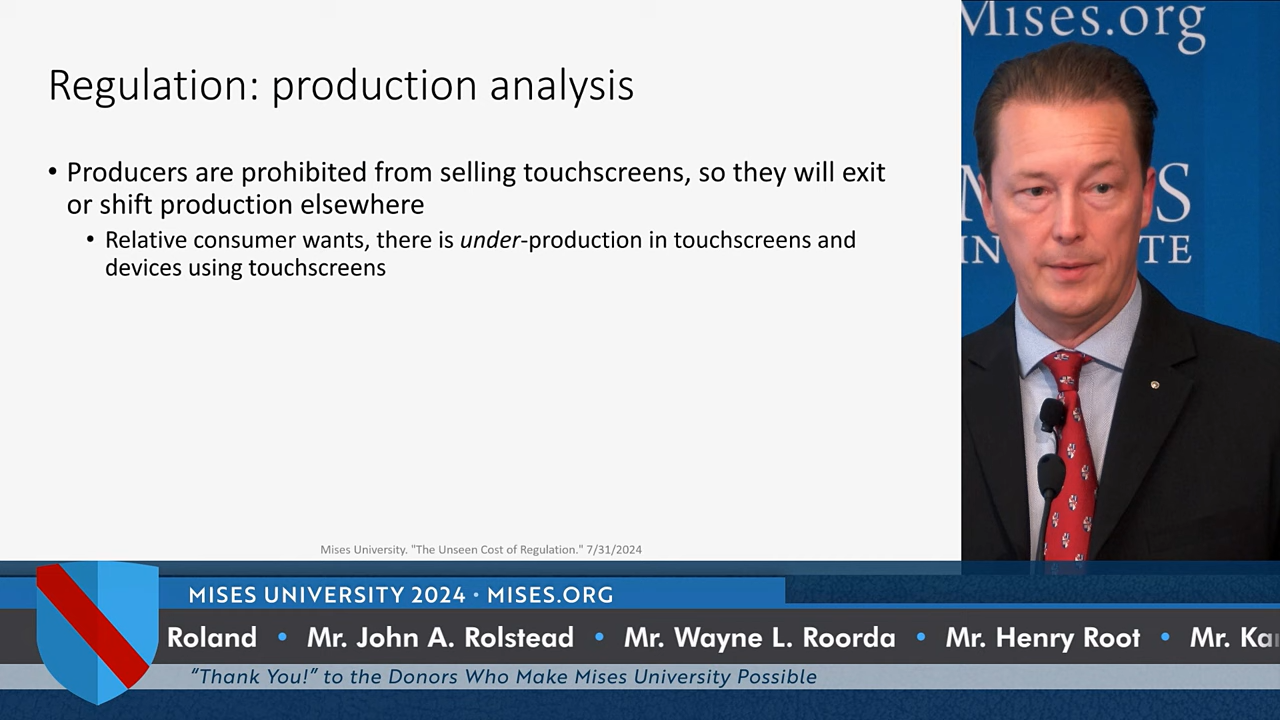 Regulation: production analysis
• Producers are prohibited from selling touchscreens, so they will exit
or shift production elsewhere
• Relative consumer wants, there is under-production in touchscreens and
devices using touchscreens
Mises University. "The Unseen Cost of Regulation." 7/31/2024
Mises.org
MISES
INSTITUTE
MISES UNIVERSITY 2024 • MISES.ORG
Roland • Mr. John A. Rolstead • Mr. Wayne L. Roorda • Mr. Henry Root • Mr.
“Thank You!” to the Donors Who Make Mises University Possible